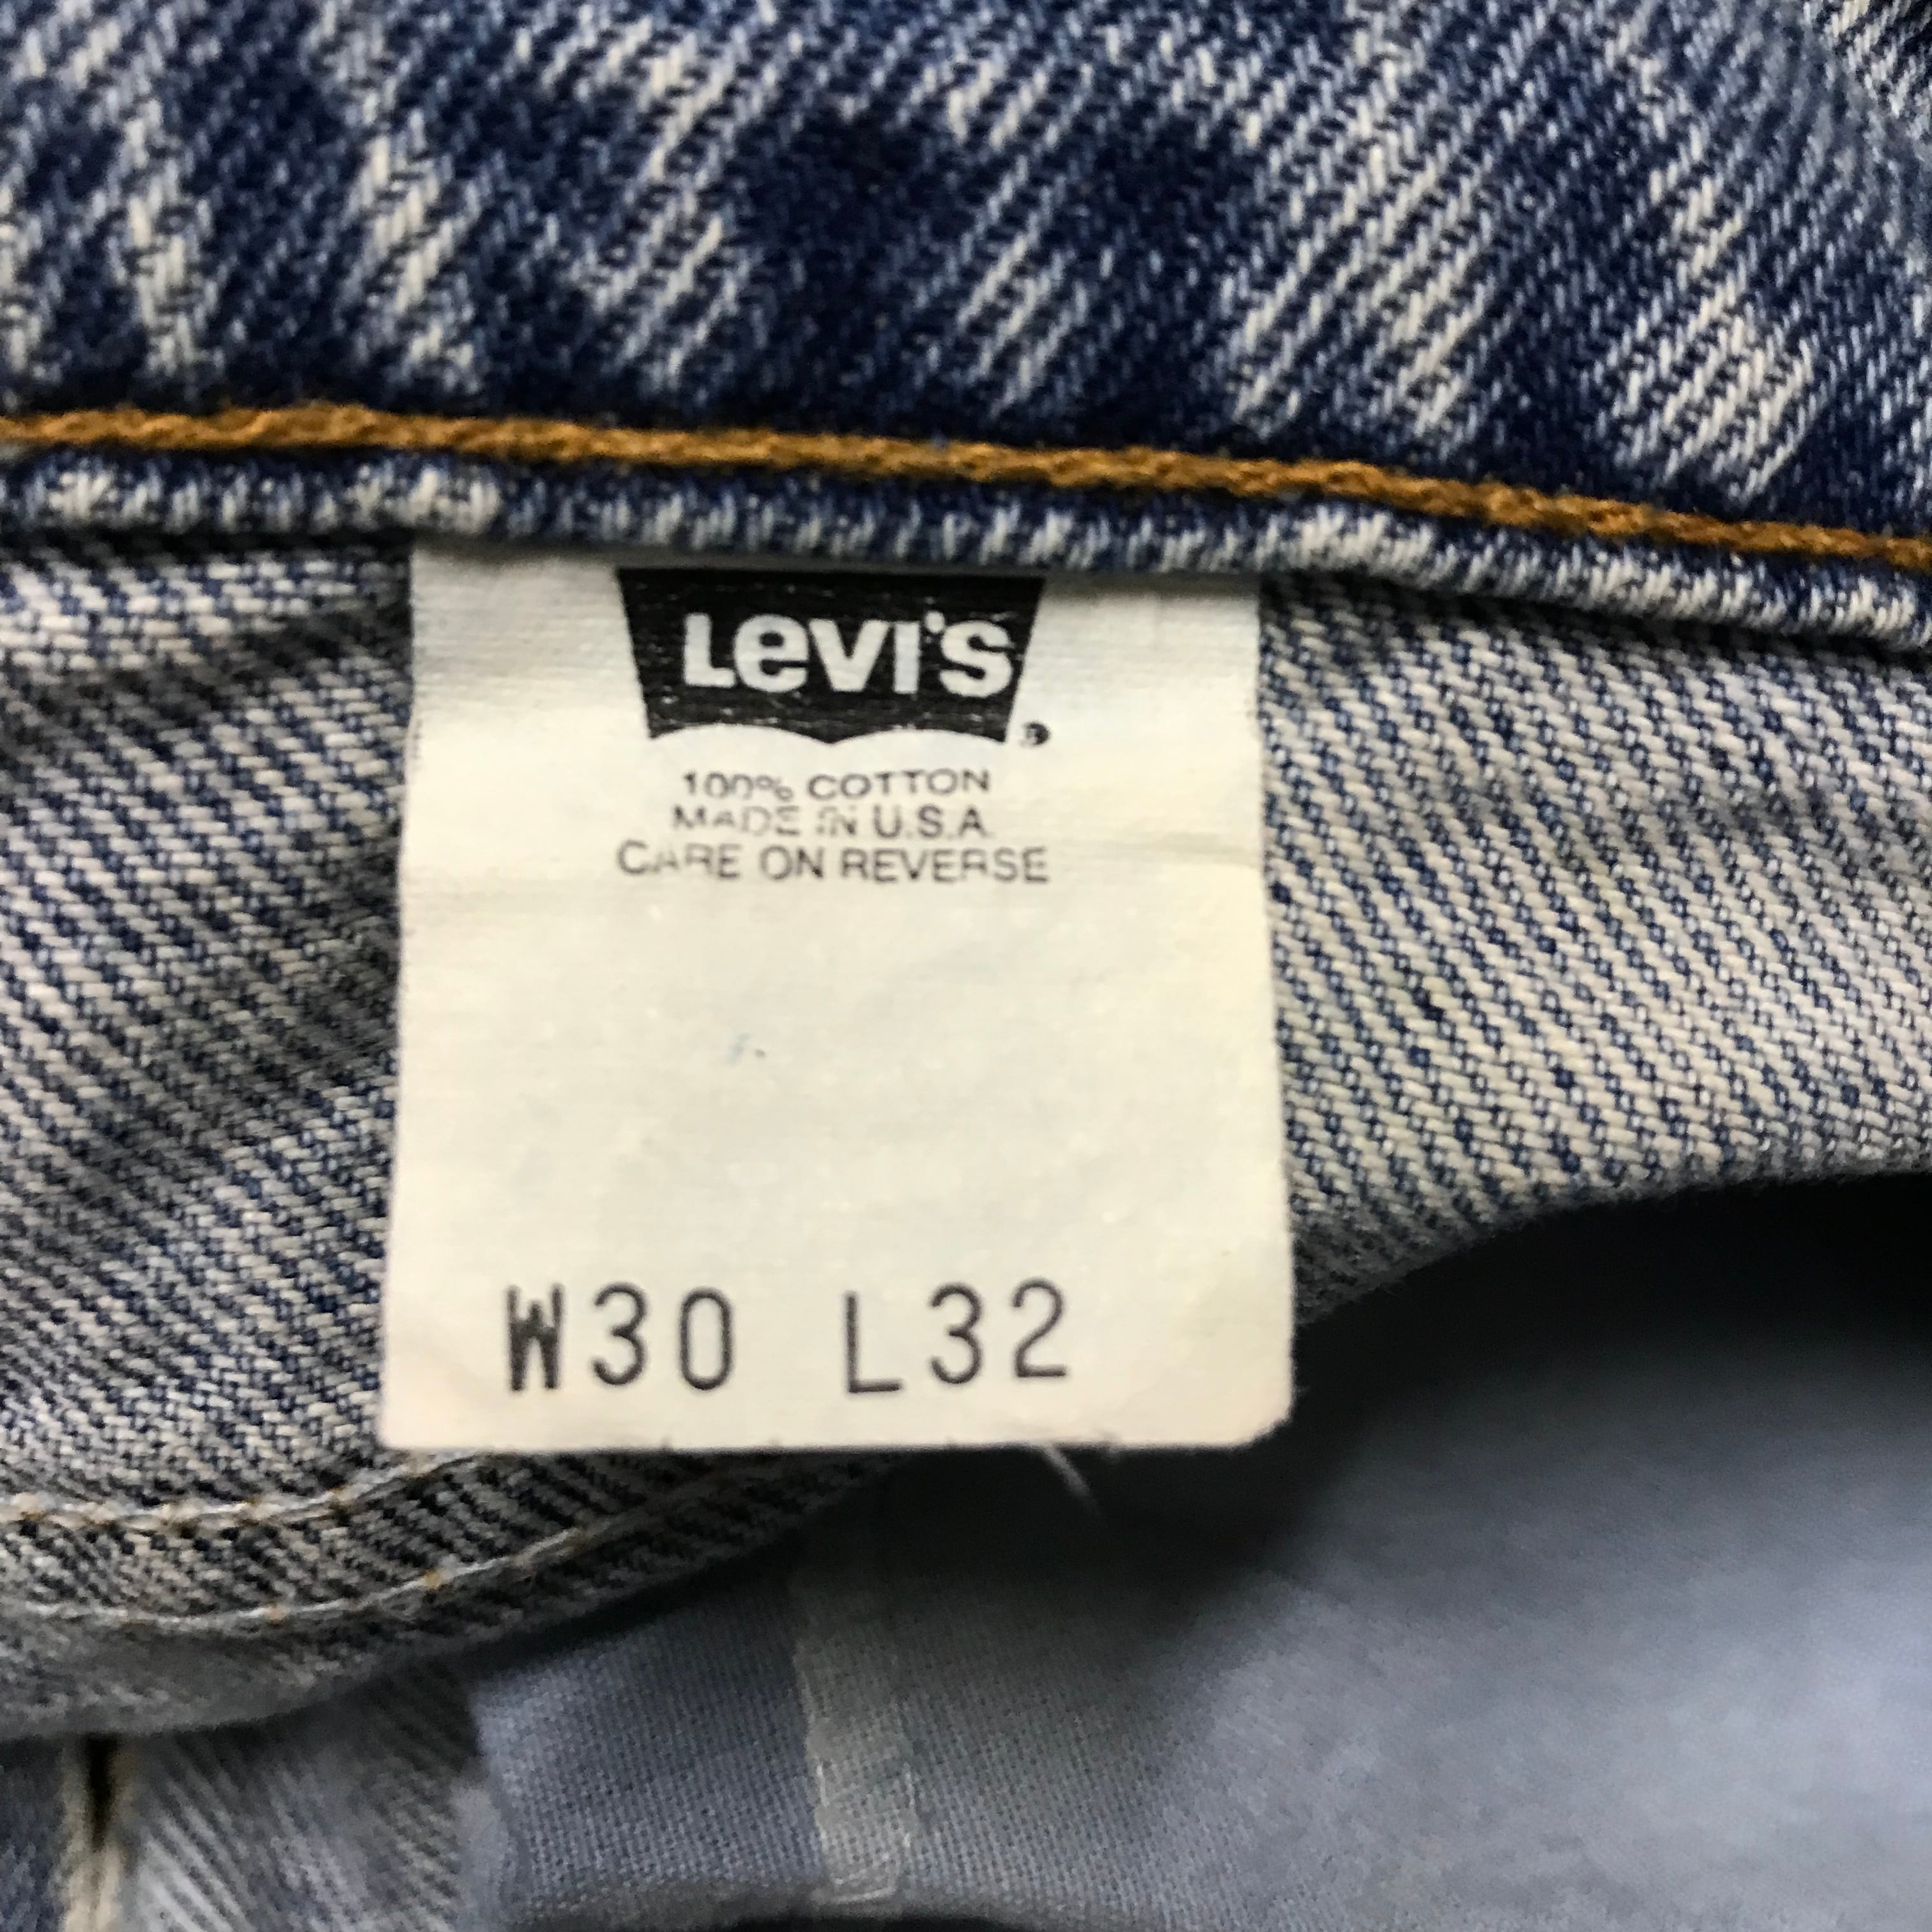 Levi's
100% COTTON
MADE IN U.S.A.
CARE ON REVERSE
W30 L32